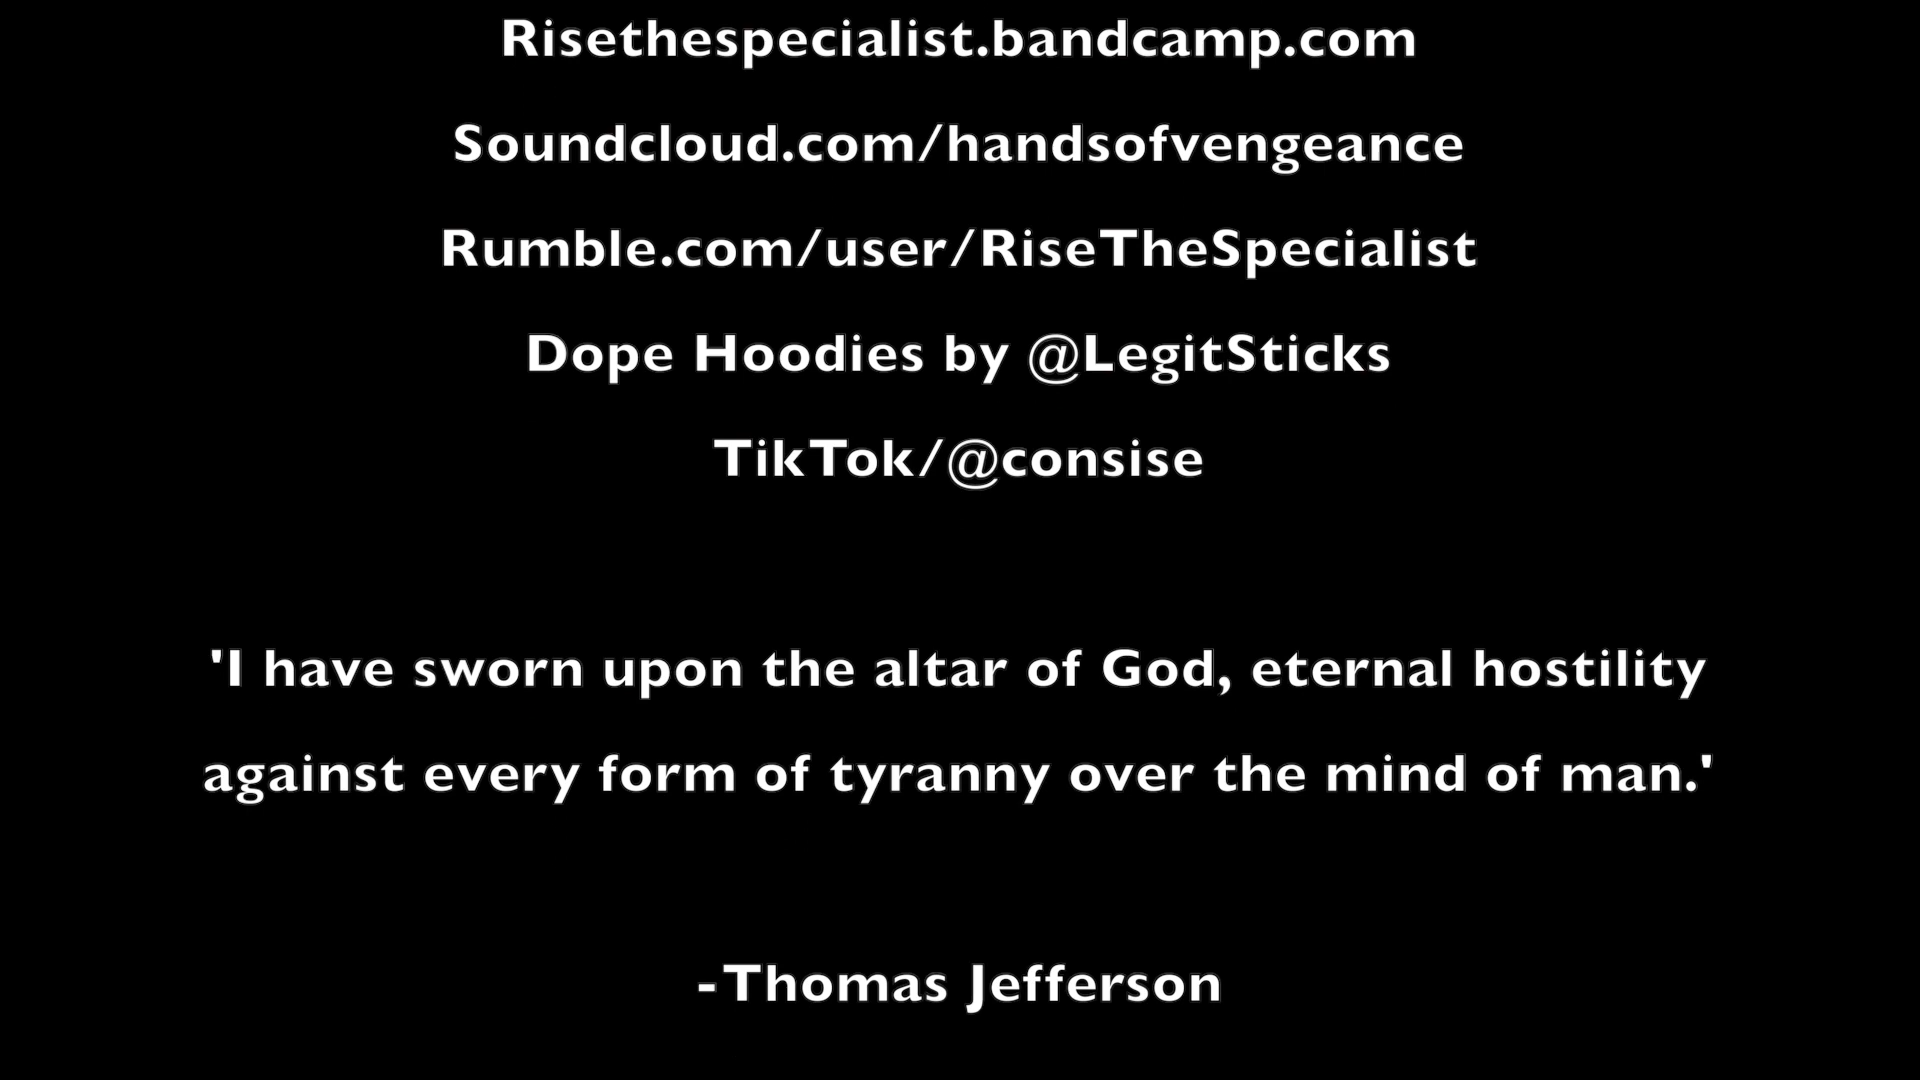 Risethespecialist.bandcamp.com
Soundcloud.com/handsofvengeance
Rumble.com/user/RiseTheSpecialist
Dope Hoodies by @LegitSticks
TikTok/@consise
'I have sworn upon the altar of God, eternal hostility
against every form of tyranny over the mind of man.'
-Thomas Jefferson